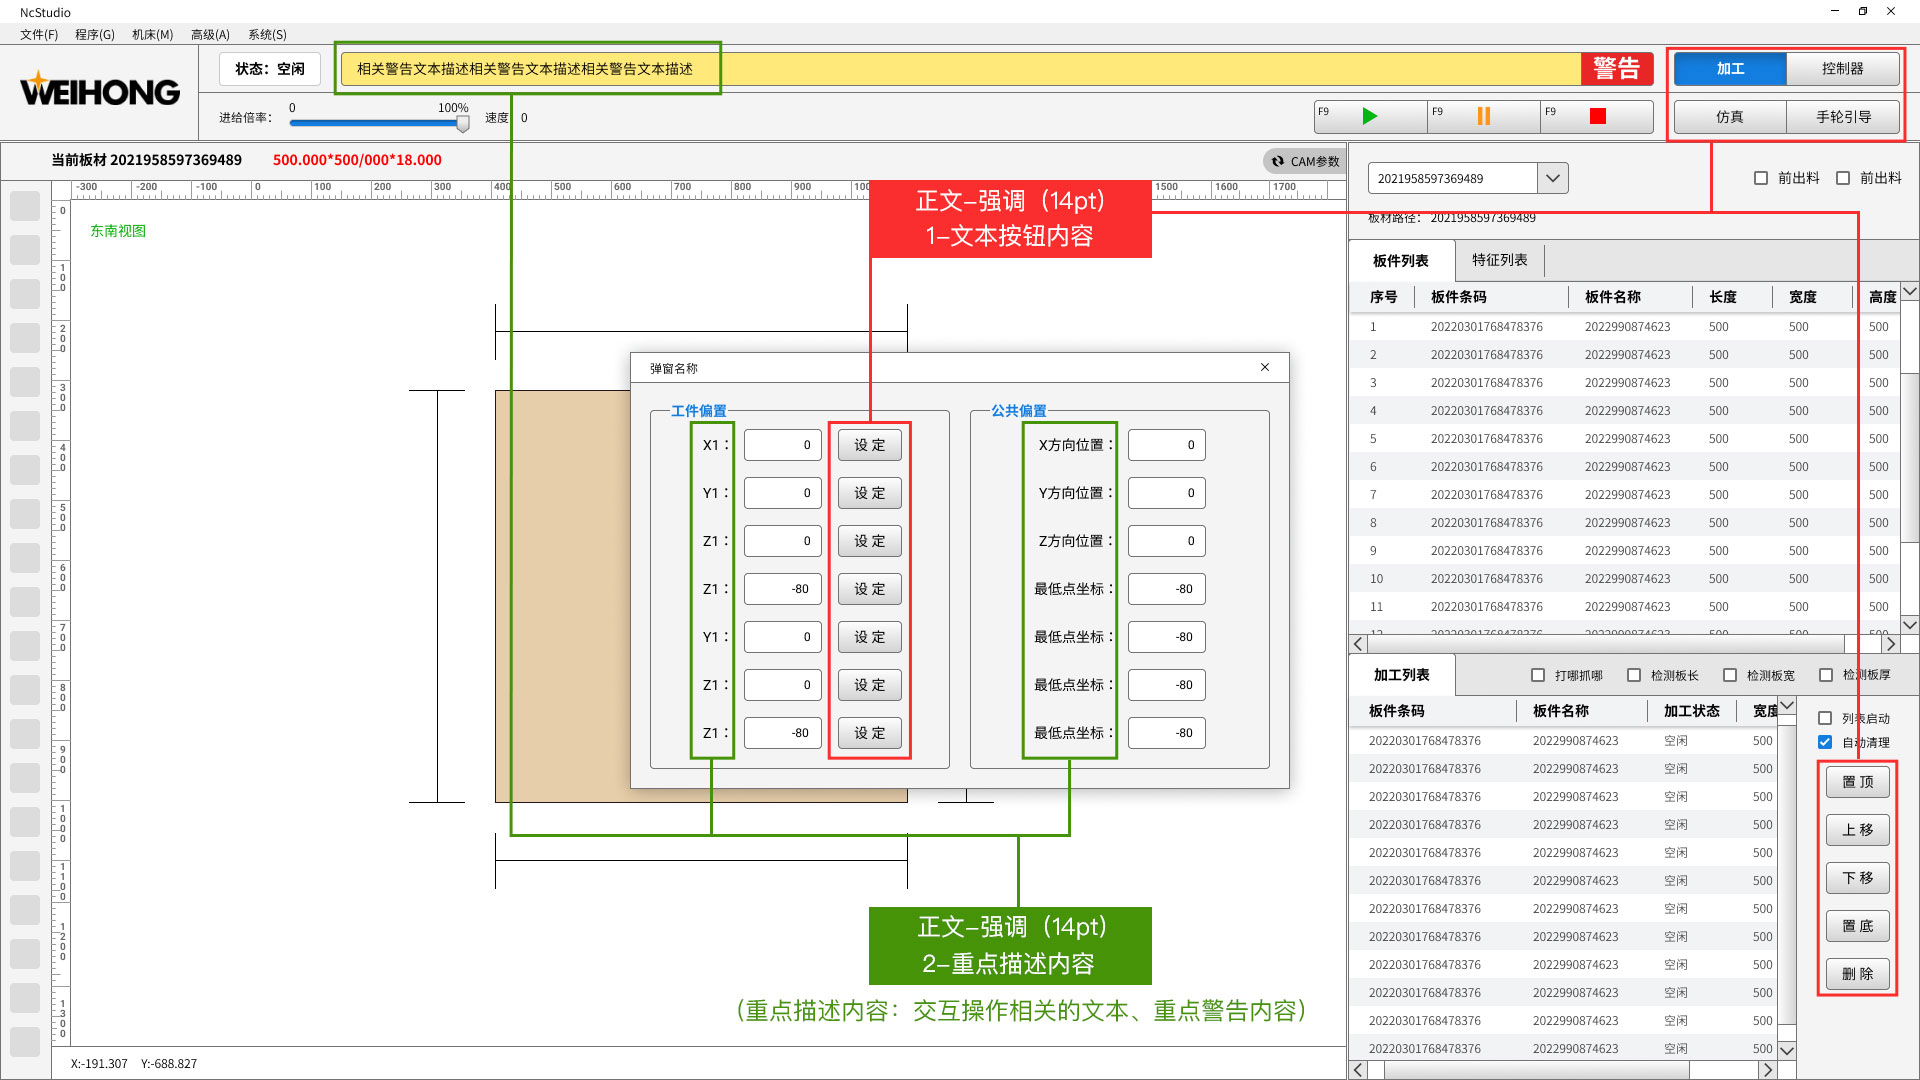 NcStudio
文件(F) 程序(G) 机床(M) 高级(A) 系统(S)
WEIHONG
状态：空闲
相关警告文本描述相关警告文本描述相关警告文本描述
警告
加工 控制器
进给倍率： 0 100% 速度 0
F9 F9 F9
仿真 手轮引导
当前板材 2021958597369489 500.000*500/000*18.000
CAM参数
-300 -200 -100 0 100 200 300 400 500 600 700 800 900 1500 1600 1700
0 100 200 300 400 500 600 700 800 900 1000 1100 1200 1300
东南视图
正文-强调（14pt）
1-文本按钮内容
2021958597369489
前出料 前出料
板材路径： 2021958597369489
板件列表 特征列表
序号 板件条码 板件名称 长度 宽度 高度
1 20220301768478376 2022990874623 500 500 500
2 20220301768478376 2022990874623 500 500 500
3 20220301768478376 2022990874623 500 500 500
4 20220301768478376 2022990874623 500 500 500
5 20220301768478376 2022990874623 500 500 500
6 20220301768478376 2022990874623 500 500 500
7 20220301768478376 2022990874623 500 500 500
8 20220301768478376 2022990874623 500 500 500
9 20220301768478376 2022990874623 500 500 500
10 20220301768478376 2022990874623 500 500 500
11 20220301768478376 2022990874623 500 500 500
12 20220301768478376 2022990874623 500 500 500
弹窗名称
工件偏置
X1： 0 设 定
Y1： 0 设 定
Z1： 0 设 定
Z1： -80 设 定
Y1： 0 设 定
Z1： 0 设 定
Z1： -80 设 定
公共偏置
X方向位置： 0
Y方向位置： 0
Z方向位置： 0
最低点坐标： -80
最低点坐标： -80
最低点坐标： -80
最低点坐标： -80
加工列表
打哪抓哪 检测板长 检测板宽 检测板厚
板件条码 板件名称 加工状态 宽度
20220301768478376 2022990874623 空闲 500
20220301768478376 2022990874623 空闲 500
20220301768478376 2022990874623 空闲 500
20220301768478376 2022990874623 空闲 500
20220301768478376 2022990874623 空闲 500
20220301768478376 2022990874623 空闲 500
20220301768478376 2022990874623 空闲 500
20220301768478376 2022990874623 空闲 500
20220301768478376 2022990874623 空闲 500
20220301768478376 2022990874623 空闲 500
20220301768478376 2022990874623 空闲 500
20220301768478376 2022990874623 空闲 500
列表启动
自动清理
置 顶
上 移
下 移
置 底
删 除
正文-强调（14pt）
2-重点描述内容
（重点描述内容：交互操作相关的文本、重点警告内容）
X:-191.307 Y:-688.827